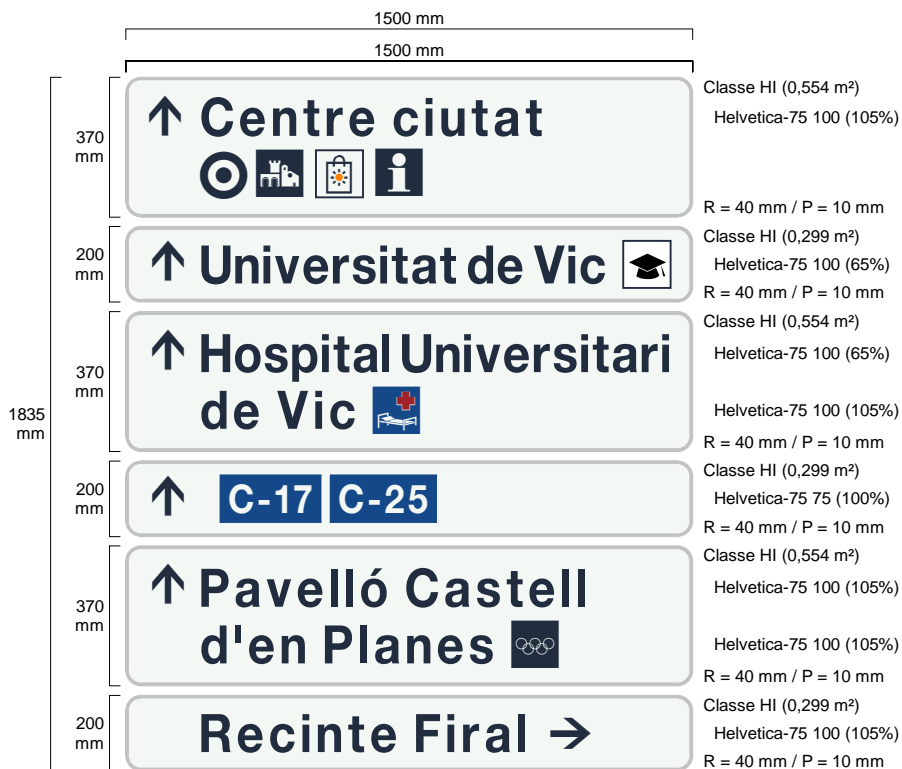 1500 mm
1500 mm
1835 mm
370 mm
Centre ciutat
i
Classe HI (0,554 m²)
Helvetica-75 100 (105%)
R = 40 mm / P = 10 mm
200 mm
Universitat de Vic
Classe HI (0,299 m²)
Helvetica-75 100 (65%)
R = 40 mm / P = 10 mm
370 mm
Hospital Universitari
de Vic
Classe HI (0,554 m²)
Helvetica-75 100 (65%)
Helvetica-75 100 (105%)
R = 40 mm / P = 10 mm
200 mm
C-17 C-25
Classe HI (0,299 m²)
Helvetica-75 75 (100%)
R = 40 mm / P = 10 mm
370 mm
Pavelló Castell
d'en Planes
Classe HI (0,554 m²)
Helvetica-75 100 (105%)
Helvetica-75 100 (105%)
R = 40 mm / P = 10 mm
200 mm
Recinte Firal
Classe HI (0,299 m²)
Helvetica-75 100 (105%)
R = 40 mm / P = 10 mm